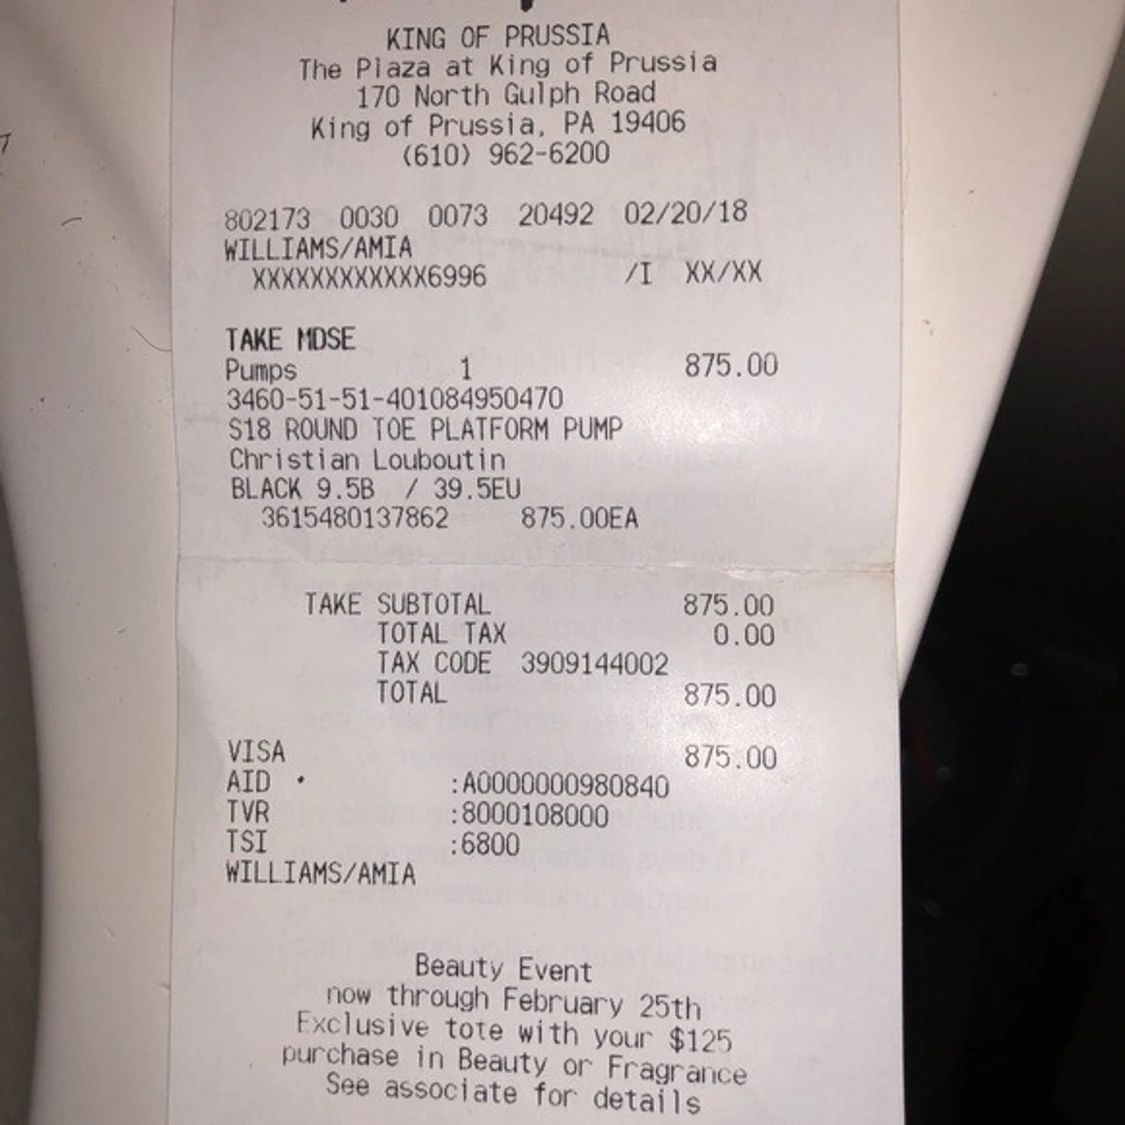 KING OF PRUSSIA
The Plaza at King of Prussia
170 North Gulph Road
King of Prussia, PA 19406
(610) 962-6200
802173 0030 0073 20492 02/20/18
WILLIAMS/AMIA
XXXXXXXXXXXX6996 /I XX/XX
TAKE MDSE
Pumps 1 875.00
3460-51-51-401084950470
S18 ROUND TOE PLATFORM PUMP
Christian Louboutin
BLACK 9.5B / 39.5EU
3615480137862 875.00EA
TAKE SUBTOTAL 875.00
TOTAL TAX 0.00
TAX CODE 3909144002
TOTAL 875.00
VISA 875.00
AID :A0000000980840
TVR :8000108000
TSI :6800
WILLIAMS/AMIA
Beauty Event
now through February 25th
Exclusive tote with your $125
purchase in Beauty or Fragrance
See associate for details